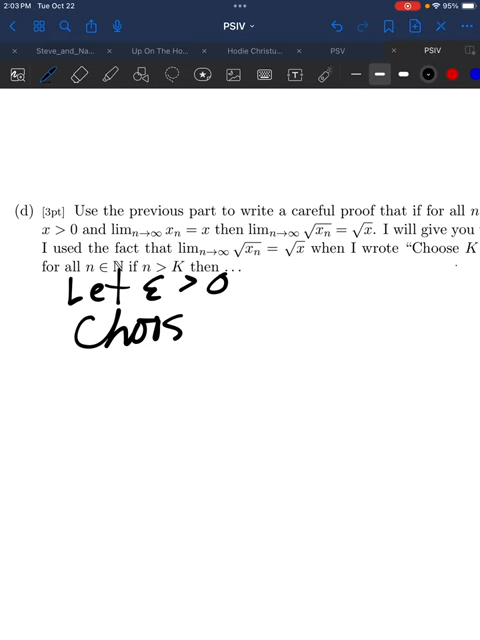 2:03 PM Tue Oct 22 95%
PSIV
Steve_and_Na... Up On The Ho... Hodie Christu... PSV PSIV
(d) [3pt] Use the previous part to write a careful proof that if for all n
x > 0 and lim_{n→∞} x_n = x then lim_{n→∞} √x_n = √x. I will give you
I used the fact that lim_{n→∞} √x_n = √x when I wrote “Choose K
for all n ∈ ℕ if n > K then ...
Let ε > 0
Chors